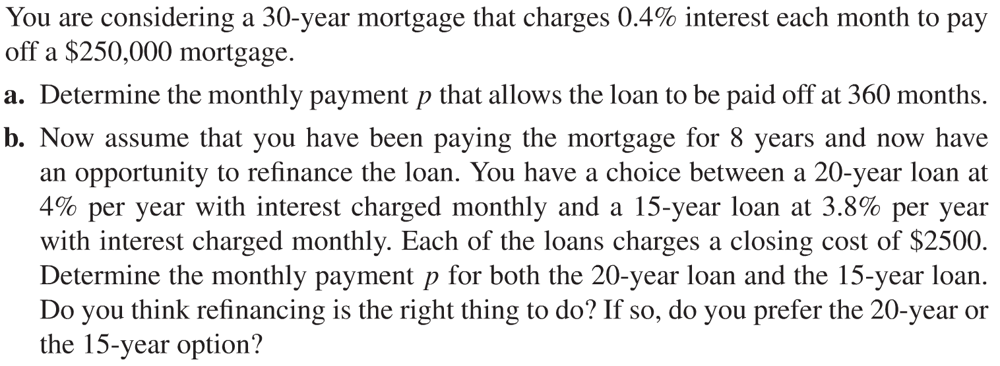 You are considering a 30-year mortgage that charges 0.4% interest each month to pay
off a $250,000 mortgage.
a. Determine the monthly payment p that allows the loan to be paid off at 360 months.
b. Now assume that you have been paying the mortgage for 8 years and now have
an opportunity to refinance the loan. You have a choice between a 20-year loan at
4% per year with interest charged monthly and a 15-year loan at 3.8% per year
with interest charged monthly. Each of the loans charges a closing cost of $2500.
Determine the monthly payment p for both the 20-year loan and the 15-year loan.
Do you think refinancing is the right thing to do? If so, do you prefer the 20-year or
the 15-year option?